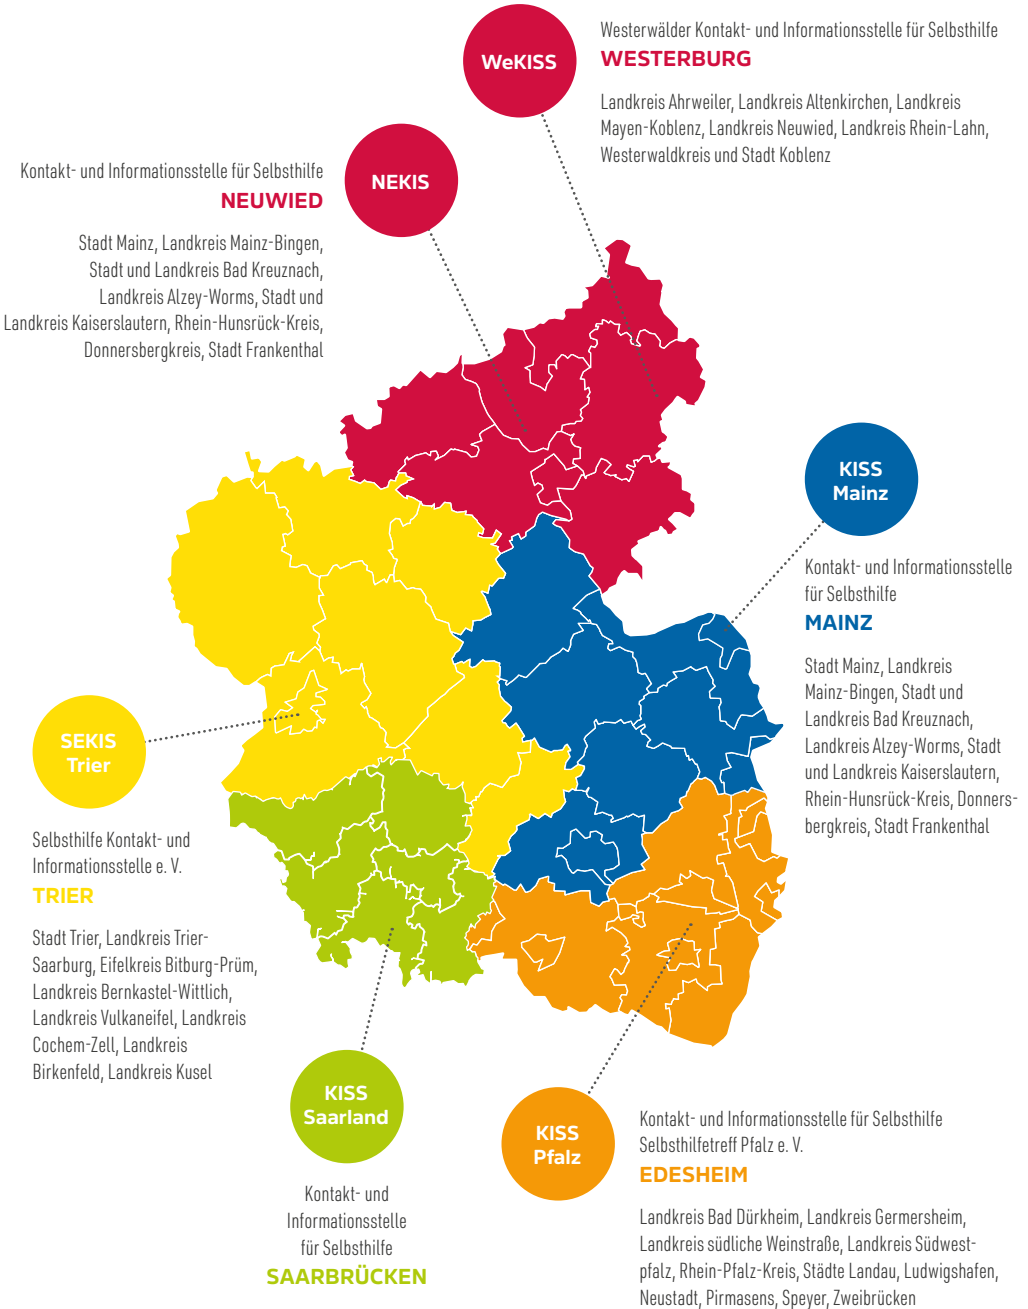 WeKISS
Westerwälder Kontakt- und Informationsstelle für Selbsthilfe
WESTERBURG
Landkreis Ahrweiler, Landkreis Altenkirchen, Landkreis
Mayen-Koblenz, Landkreis Neuwied, Landkreis Rhein-Lahn,
Westerwaldkreis und Stadt Koblenz
NEKIS
Kontakt- und Informationsstelle für Selbsthilfe
NEUWIED
Stadt Mainz, Landkreis Mainz-Bingen,
Stadt und Landkreis Bad Kreuznach,
Landkreis Alzey-Worms, Stadt und
Landkreis Kaiserslautern, Rhein-Hunsrück-Kreis,
Donnersbergkreis, Stadt Frankenthal
KISS
Mainz
Kontakt- und Informationsstelle
für Selbsthilfe
MAINZ
Stadt Mainz, Landkreis
Mainz-Bingen, Stadt und
Landkreis Bad Kreuznach,
Landkreis Alzey-Worms, Stadt
und Landkreis Kaiserslautern,
Rhein-Hunsrück-Kreis, Donners-
bergkreis, Stadt Frankenthal
SEKIS
Trier
Selbsthilfe Kontakt- und
Informationsstelle e. V.
TRIER
Stadt Trier, Landkreis Trier-
Saarburg, Eifelkreis Bitburg-Prüm,
Landkreis Bernkastel-Wittlich,
Landkreis Vulkaneifel, Landkreis
Cochem-Zell, Landkreis
Birkenfeld, Landkreis Kusel
KISS
Saarland
Kontakt- und
Informationsstelle
für Selbsthilfe
SAARBRÜCKEN
KISS
Pfalz
Kontakt- und Informationsstelle für Selbsthilfe
Selbsthilfetreff Pfalz e. V.
EDESHEIM
Landkreis Bad Dürkheim, Landkreis Germersheim,
Landkreis südliche Weinstraße, Landkreis Südwest-
pfalz, Rhein-Pfalz-Kreis, Städte Landau, Ludwigshafen,
Neustadt, Pirmasens, Speyer, Zweibrücken